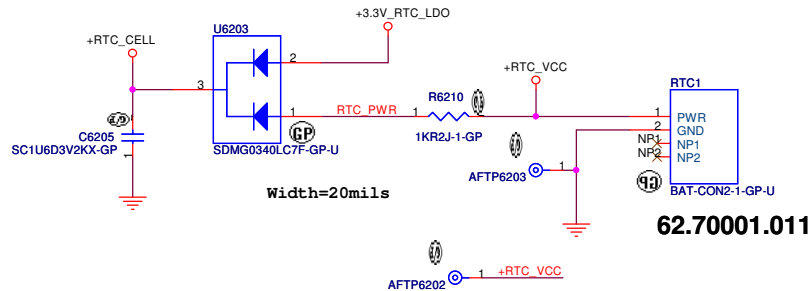 +3.3V_RTC_LDO
U6203
+RTC_CELL
2
3
+RTC_VCC
RTC1
1
RTC_PWR
1
R6210
1
PWR
2
GND
NP1
NP1
NP2
NP2
GP
C6205
SC1U6D3V2KX-GP
1
SDMG0340LC7F-GP-U
1KR2J-1-GP
AFTP6203
1
GP
BAT-CON2-1-GP-U
Width=20mils
62.70001.011
AFTP6202
1
+RTC_VCC